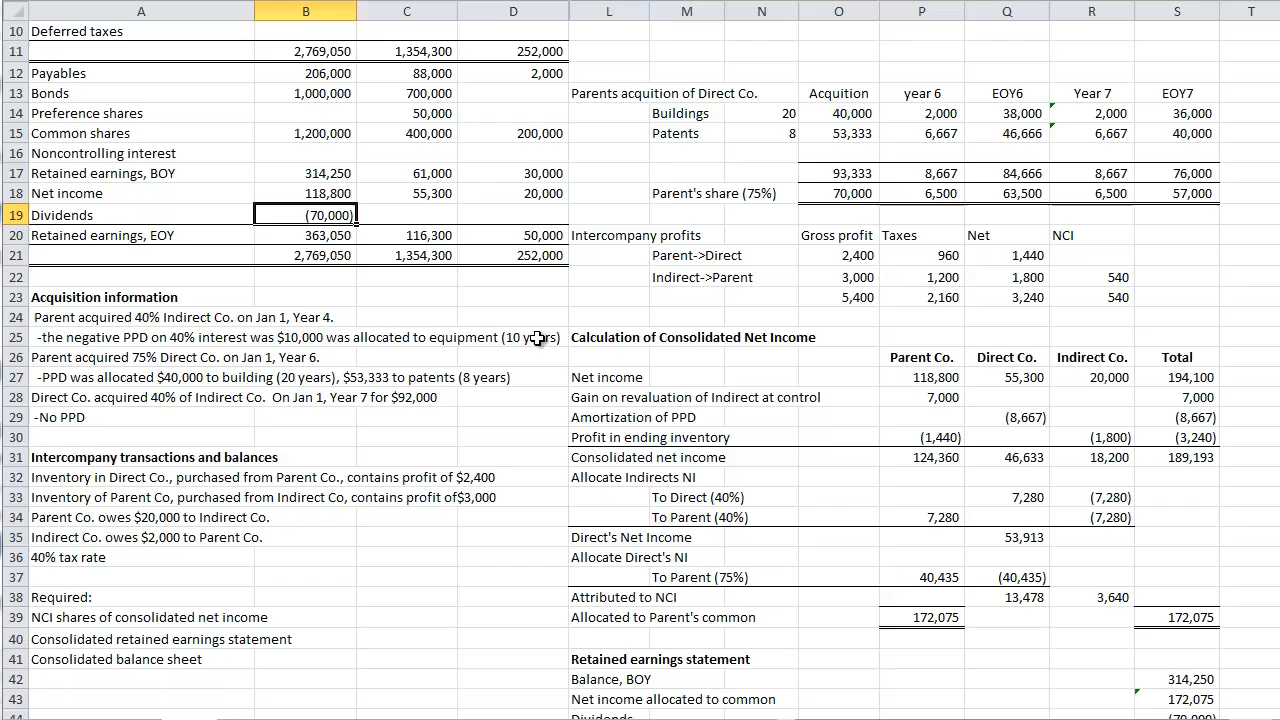 A B C D L M N O P Q R S T
10 Deferred taxes
11 2,769,050 1,354,300 252,000
12 Payables 206,000 88,000 2,000
13 Bonds 1,000,000 700,000 Parents acquition of Direct Co. Acquition year 6 EOY6 Year 7 EOY7
14 Preference shares 50,000 Buildings 20 40,000 2,000 38,000 2,000 36,000
15 Common shares 1,200,000 400,000 200,000 Patents 8 53,333 6,667 46,666 6,667 40,000
16 Noncontrolling interest
17 Retained earnings, BOY 314,250 61,000 30,000 93,333 8,667 84,666 8,667 76,000
18 Net income 118,800 55,300 20,000 Parent's share (75%) 70,000 6,500 63,500 6,500 57,000
19 Dividends (70,000)
20 Retained earnings, EOY 363,050 116,300 50,000 Intercompany profits Gross profit Taxes Net NCI
21 2,769,050 1,354,300 252,000 Parent->Direct 2,400 960 1,440
22 Indirect->Parent 3,000 1,200 1,800 540
23 Acquisition information 5,400 2,160 3,240 540
24 Parent acquired 40% Indirect Co. on Jan 1, Year 4.
25 -the negative PPD on 40% interest was $10,000 was allocated to equipment (10 years) Calculation of Consolidated Net Income
26 Parent acquired 75% Direct Co. on Jan 1, Year 6. Parent Co. Direct Co. Indirect Co. Total
27 -PPD was allocated $40,000 to building (20 years), $53,333 to patents (8 years) Net income 118,800 55,300 20,000 194,100
28 Direct Co. acquired 40% of Indirect Co. On Jan 1, Year 7 for $92,000 Gain on revaluation of Indirect at control 7,000 7,000
29 -No PPD Amortization of PPD (8,667) (8,667)
30 Profit in ending inventory (1,440) (1,800) (3,240)
31 Intercompany transactions and balances Consolidated net income 124,360 46,633 18,200 189,193
32 Inventory in Direct Co., purchased from Parent Co., contains profit of $2,400 Allocate Indirects NI
33 Inventory of Parent Co, purchased from Indirect Co, contains profit of$3,000 To Direct (40%) 7,280 (7,280)
34 Parent Co. owes $20,000 to Indirect Co. To Parent (40%) 7,280 (7,280)
35 Indirect Co. owes $2,000 to Parent Co. Direct's Net Income 53,913
36 40% tax rate Allocate Direct's NI
37 To Parent (75%) 40,435 (40,435)
38 Required: Attributed to NCI 13,478 3,640
39 NCI shares of consolidated net income Allocated to Parent's common 172,075 172,075
40 Consolidated retained earnings statement
41 Consolidated balance sheet Retained earnings statement
42 Balance, BOY 314,250
43 Net income allocated to common 172,075
44 Dividends (70,000)